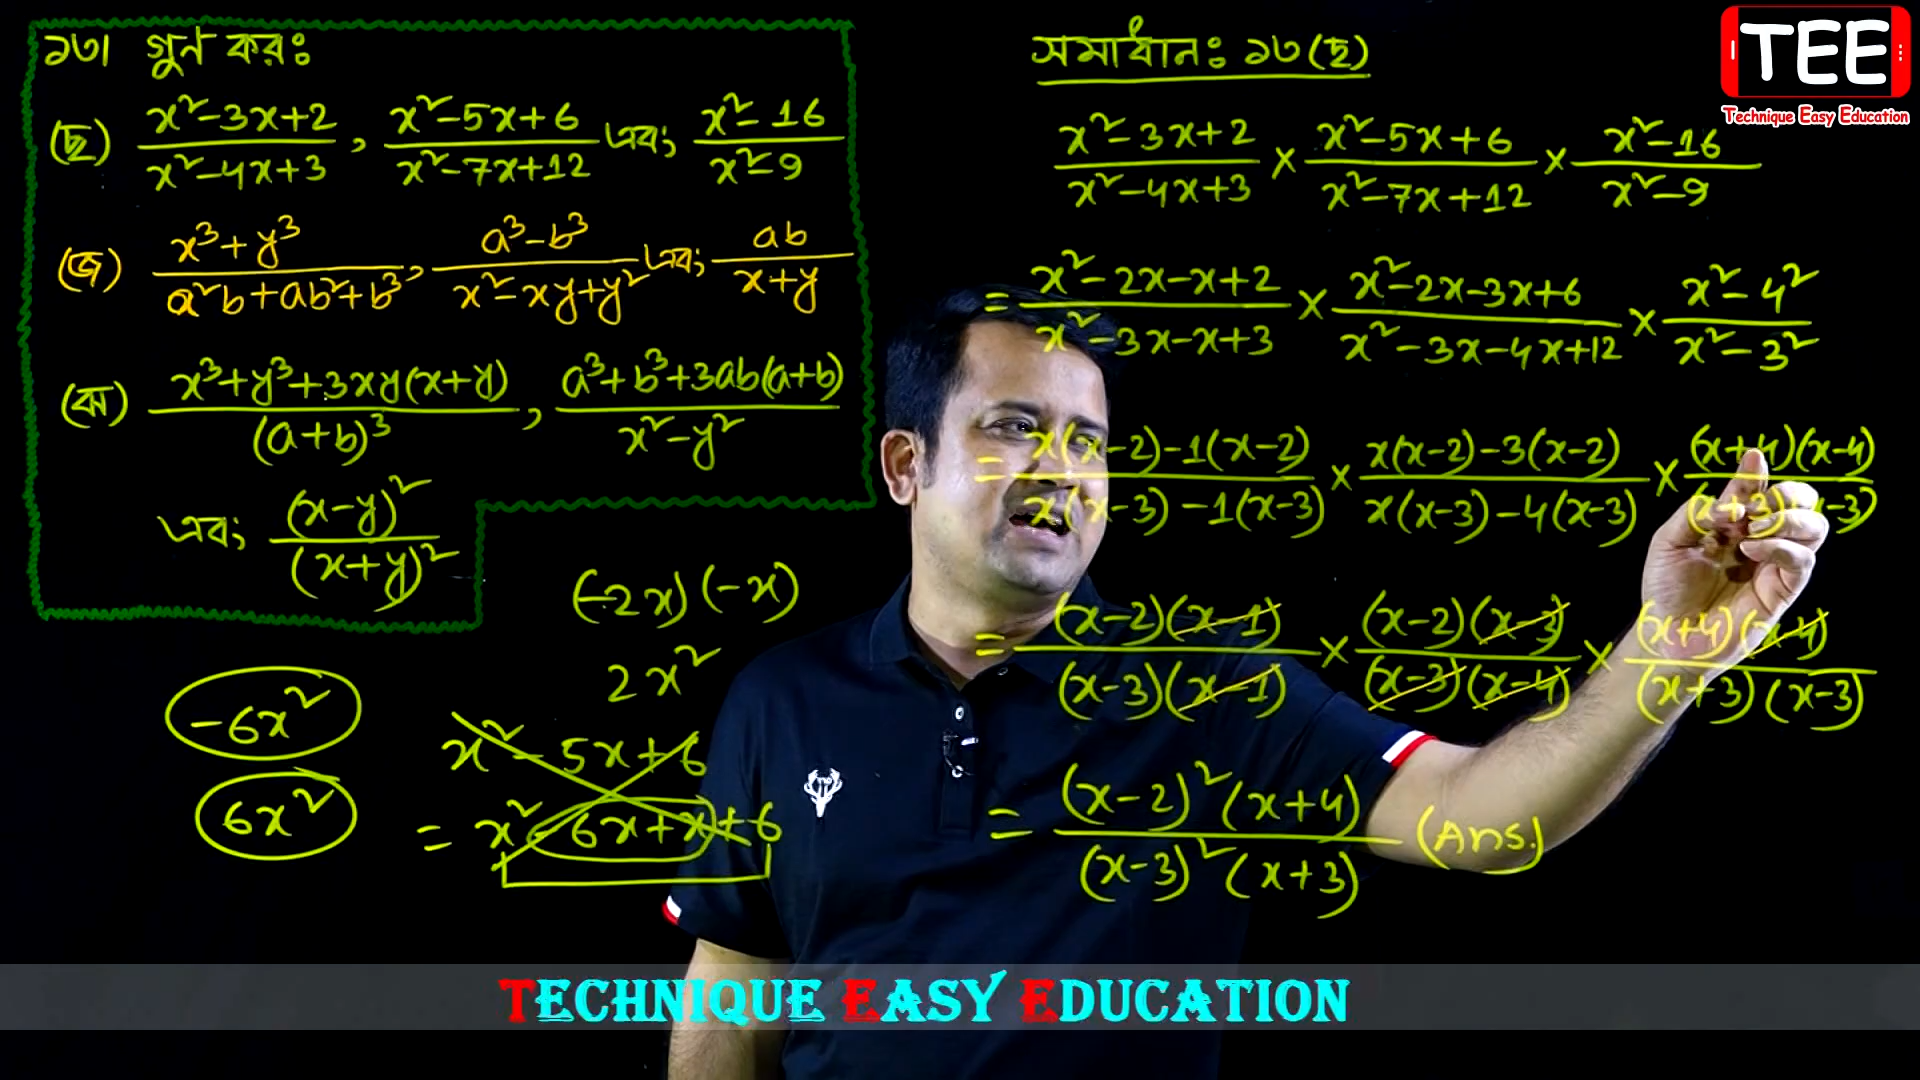 ১৩। গুণ করঃ
(ছ) x²-3x+2 / x²-4x+3 , x²-5x+6 / x²-7x+12 এবং x²-16 / x²-9
(জ) x³+y³ / a²b+ab²+b³ , a³-b³ / x²-xy+y² এবং ab / x+y
(ঝ) x³+y³+3xy(x+y) / (a+b)³ , a³+b³+3ab(a+b) / x²-y²
এবং (x-y)² / (x+y)²
(-2x)(-x)
2x²
-6x²
6x²
x²-5x+6
= x²-6x+x+6
সমাধানঃ ১৩(ছ)
x²-3x+2 / x²-4x+3 × x²-5x+6 / x²-7x+12 × x²-16 / x²-9
= x²-2x-x+2 / x²-3x-x+3 × x²-2x-3x+6 / x²-3x-4x+12 × x²-4² / x²-3²
= x(x-2)-1(x-2) / x(x-3)-1(x-3) × x(x-2)-3(x-2) / x(x-3)-4(x-3) × (x+4)(x-4) / (x+3)(x-3)
= (x-2)(x-1) / (x-3)(x-1) × (x-2)(x-3) / (x-3)(x-4) × (x+4)(x-4) / (x+3)(x-3)
= (x-2)²(x+4) / (x-3)²(x+3) (Ans.)
TEE
Technique Easy Education
TECHNIQUE EASY EDUCATION